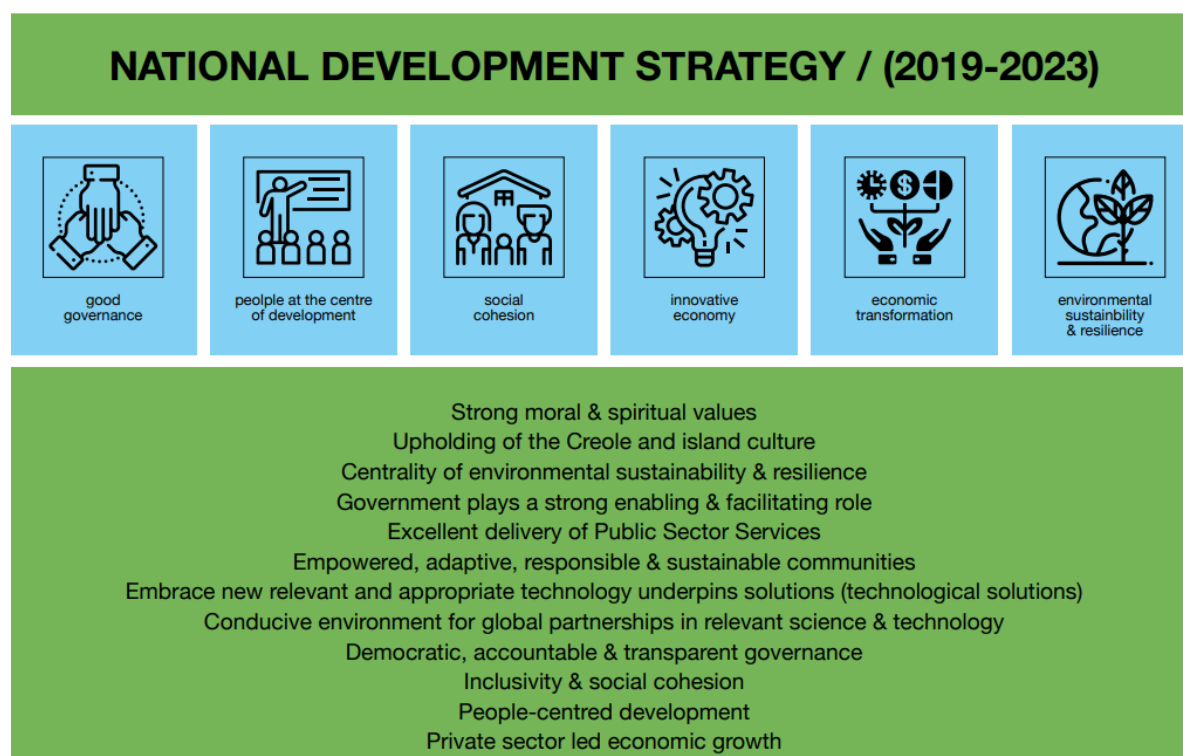 NATIONAL DEVELOPMENT STRATEGY / (2019-2023)
good
governance
peolple at the centre
of development
social
cohesion
innovative
economy
economic
transformation
environmental
sustainbility
& resilience
Strong moral & spiritual values
Upholding of the Creole and island culture
Centrality of environmental sustainability & resilience
Government plays a strong enabling & facilitating role
Excellent delivery of Public Sector Services
Empowered, adaptive, responsible & sustainable communities
Embrace new relevant and appropriate technology underpins solutions (technological solutions)
Conducive environment for global partnerships in relevant science & technology
Democratic, accountable & transparent governance
Inclusivity & social cohesion
People-centred development
Private sector led economic growth